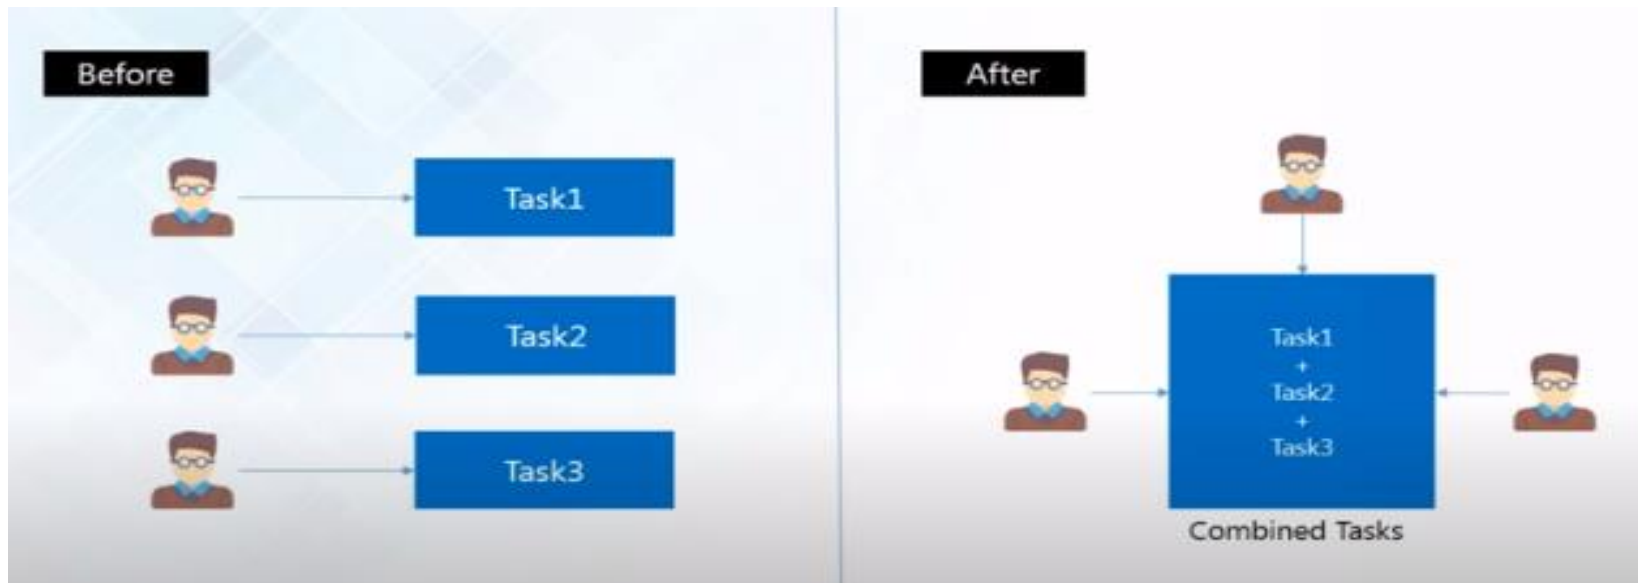 Before
Task1
Task2
Task3
After
Task1
+
Task2
+
Task3
Combined Tasks